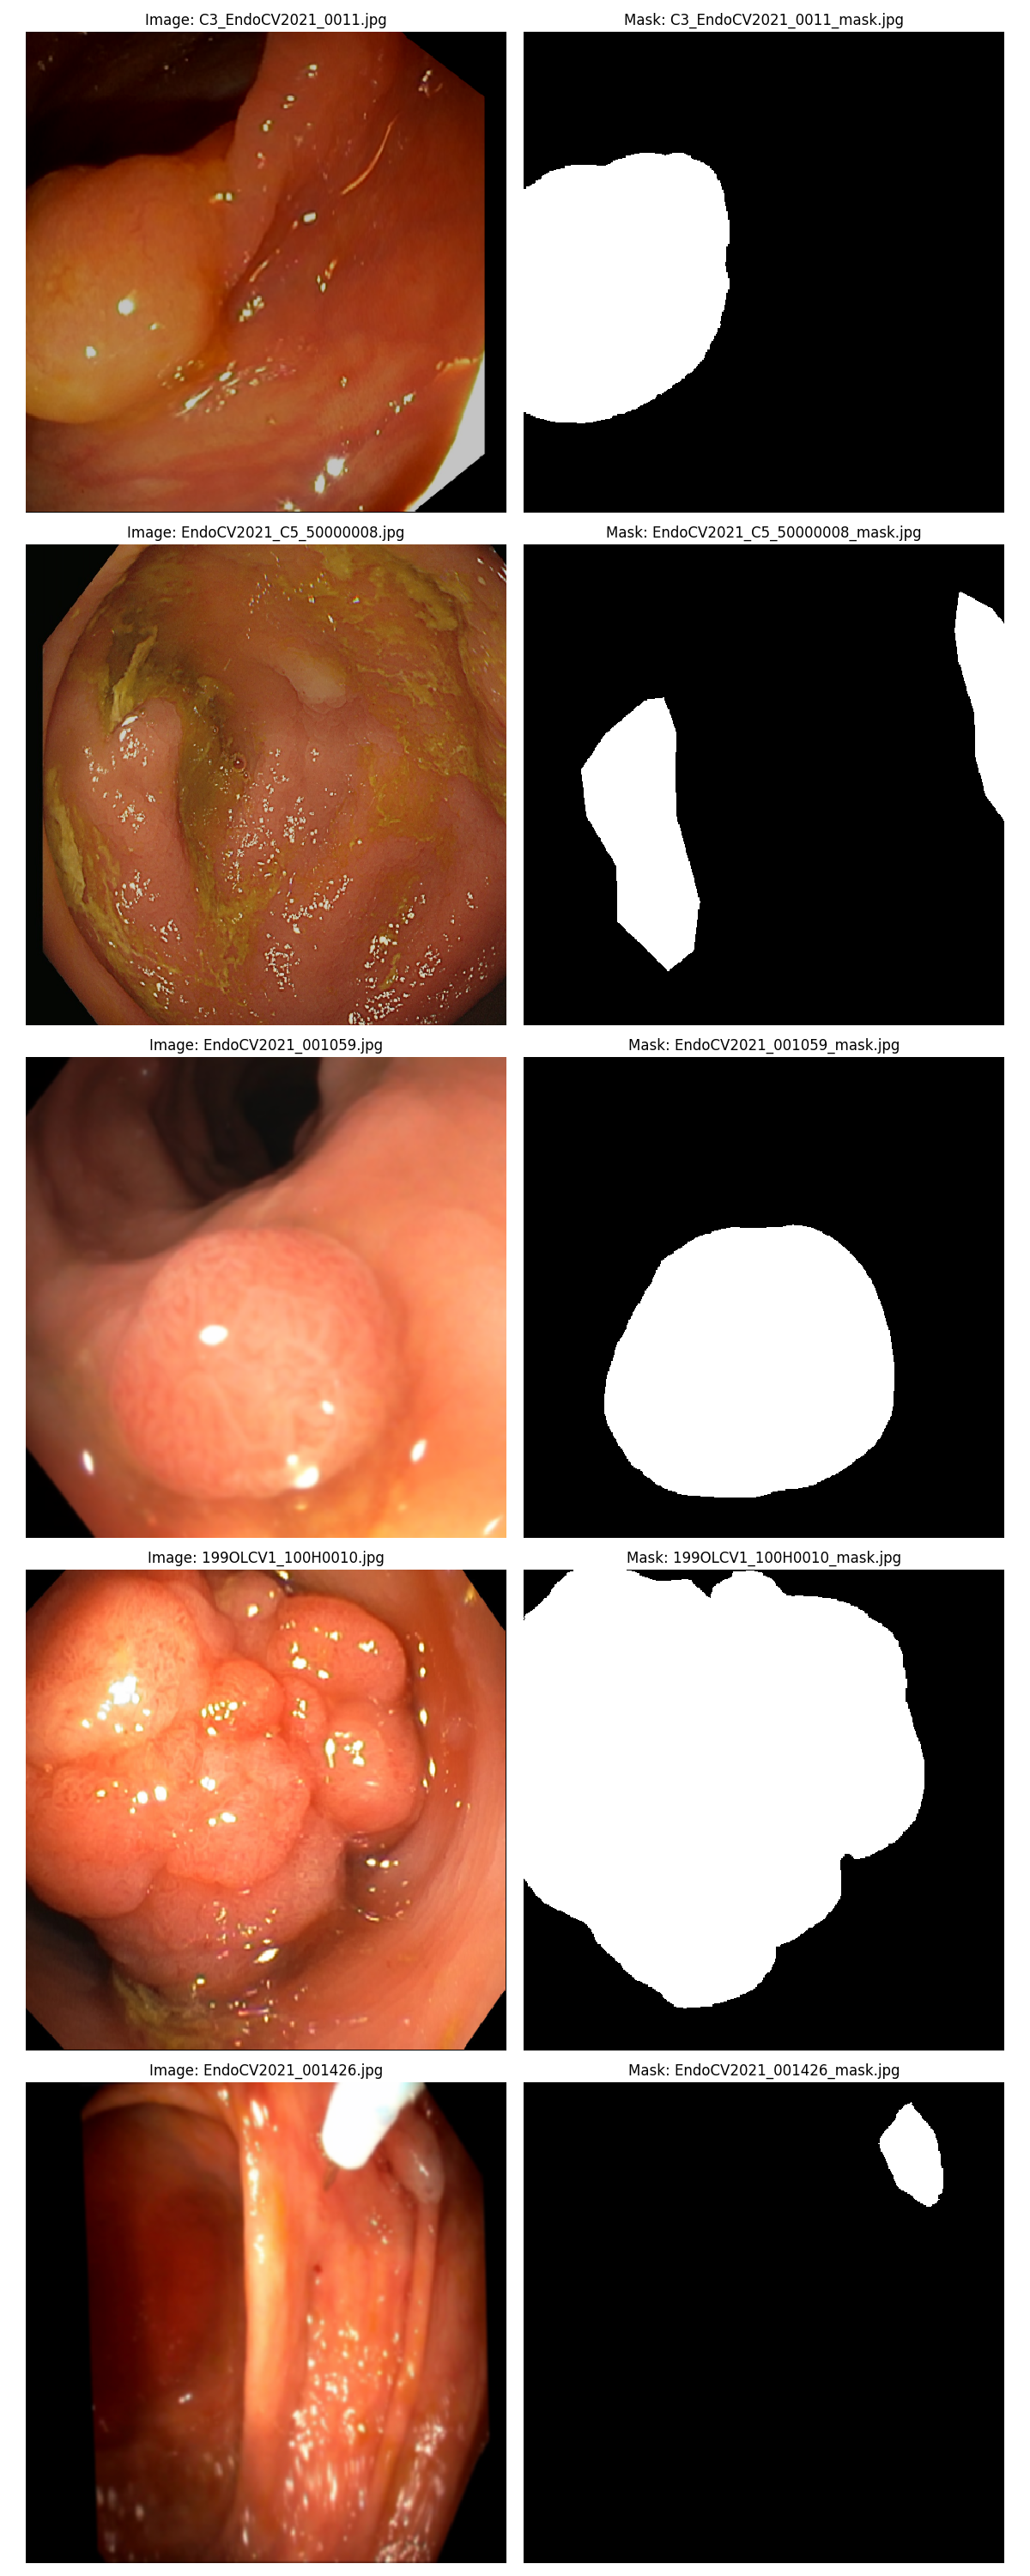 Image: C3_EndoCV2021_0011.jpg
Mask: C3_EndoCV2021_0011_mask.jpg
Image: EndoCV2021_C5_50000008.jpg
Mask: EndoCV2021_C5_50000008_mask.jpg
Image: EndoCV2021_001059.jpg
Mask: EndoCV2021_001059_mask.jpg
Image: 199OLCV1_100H0010.jpg
Mask: 199OLCV1_100H0010_mask.jpg
Image: EndoCV2021_001426.jpg
Mask: EndoCV2021_001426_mask.jpg